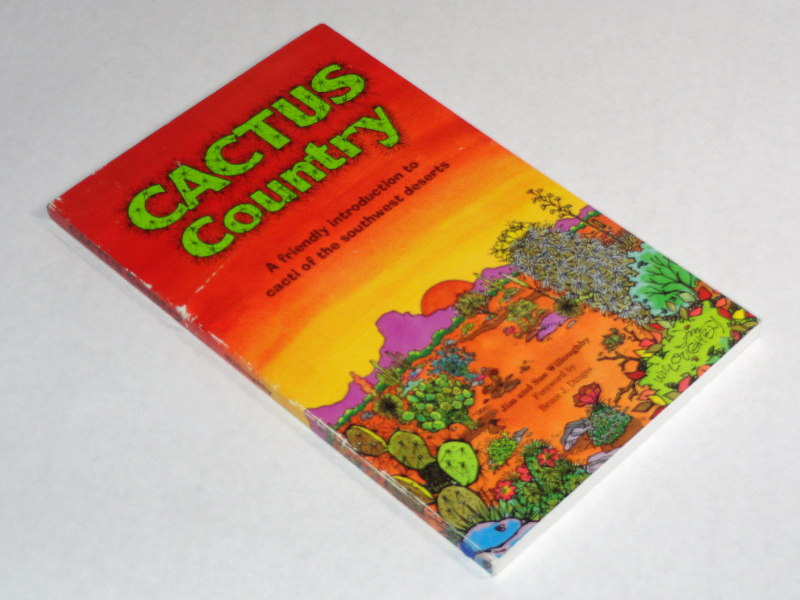 CACTUS
Country
A friendly introduction to
cacti of the southwest deserts
Jim and Sue Willoughby
Foreword by
Bruce J. Dinges